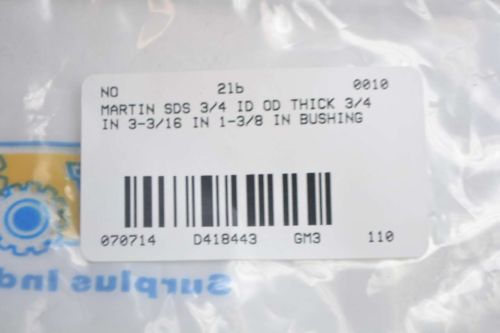 NO 2lb 0010
MARTIN SDS 3/4 ID OD THICK 3/4
IN 3-3/16 IN 1-3/8 IN BUSHING
070714 D418443 GM3 110
Surplus Ind